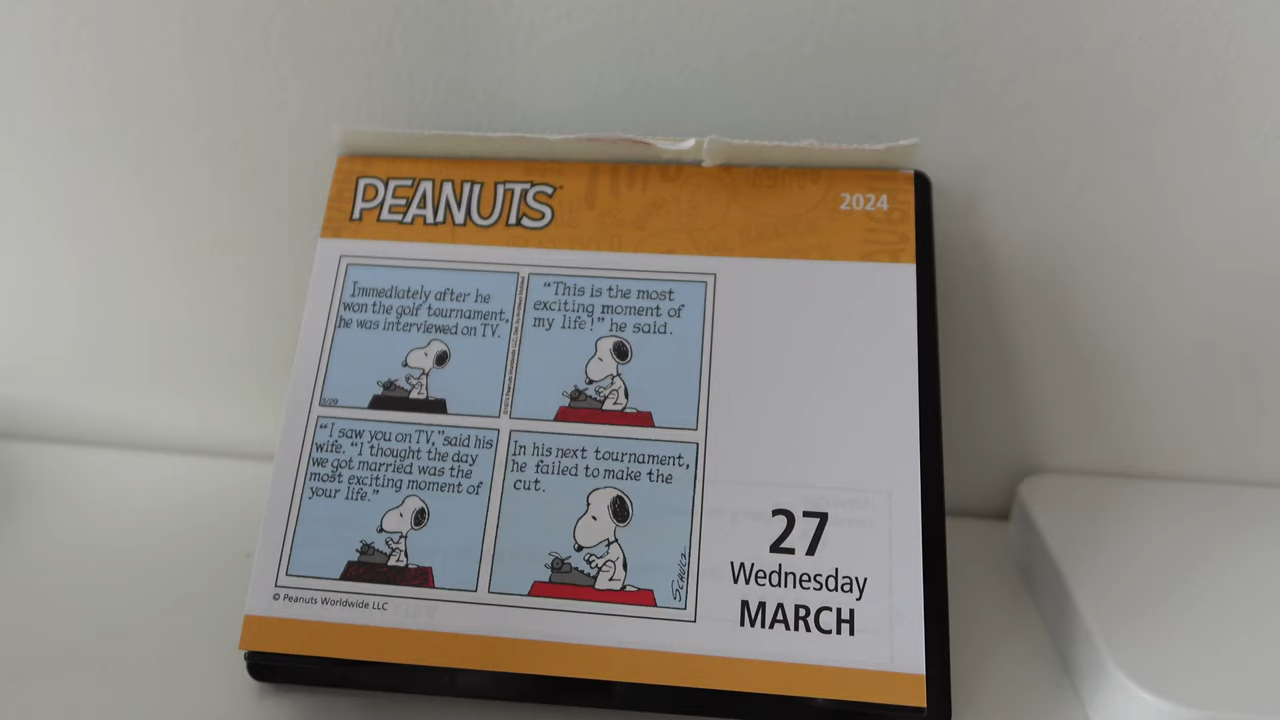 PEANUTS
2024
Immediately after he
won the golf tournament,
he was interviewed on TV.
3/29
"This is the most
exciting moment of
my life!" he said.
"I saw you on TV," said his
wife. "I thought the day
we got married was the
most exciting moment of
your life."
In his next tournament,
he failed to make the
cut.
SCHULZ
© Peanuts Worldwide LLC
27
Wednesday
MARCH